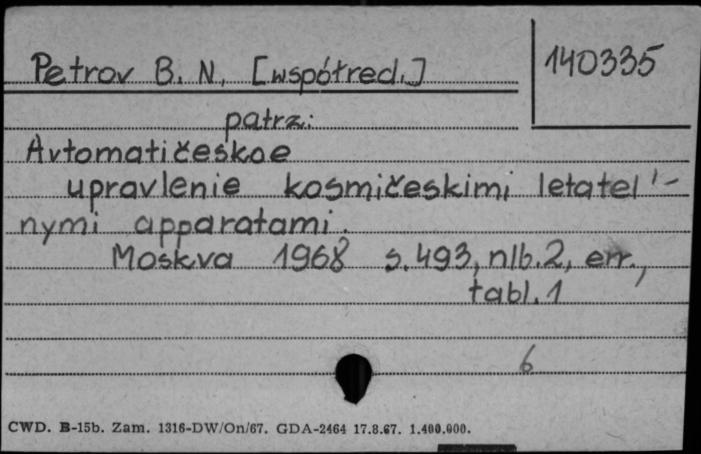 Petrov B. N. [współred.]
140335
patrz:
Avtomatičeskoe
upravlenie kosmičeskimi letatel'-
nymi apparatami.
Moskva 1968 s. 493, nlb. 2, err.,
tabl. 1
6
CWD. B-15b. Zam. 1316-DW/On/67. GDA-2464 17.8.67. 1.400.000.